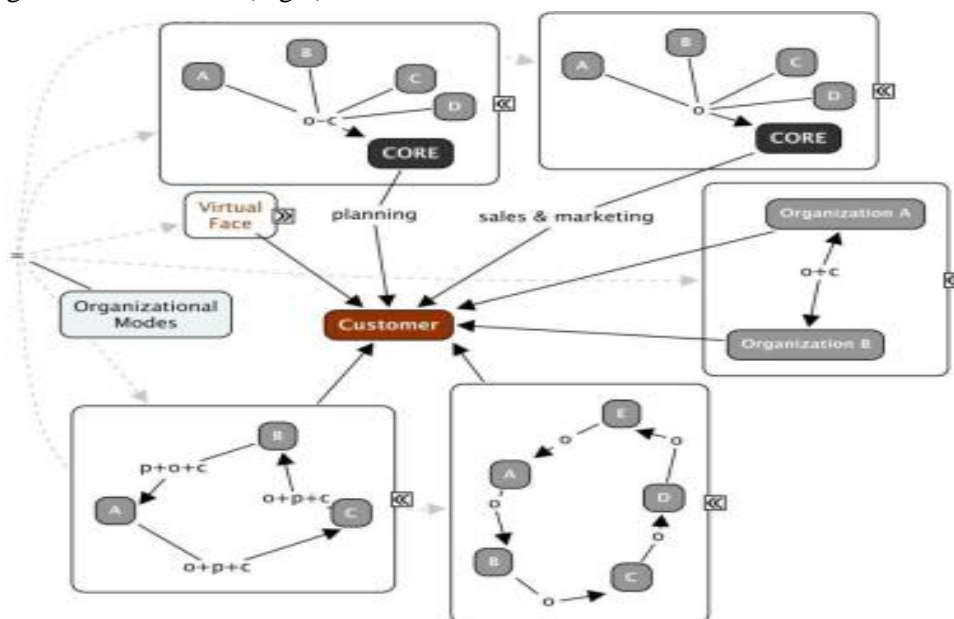 B
A
C
D
o-c
CORE
B
A
C
D
o
CORE
Virtual
Face
planning
sales & marketing
Organization A
o+c
Organization B
=
Organizational
Modes
Customer
B
p+o+c
o+p+c
A
C
o+p+c
E
o
o
A
D
o
o
B
C
o